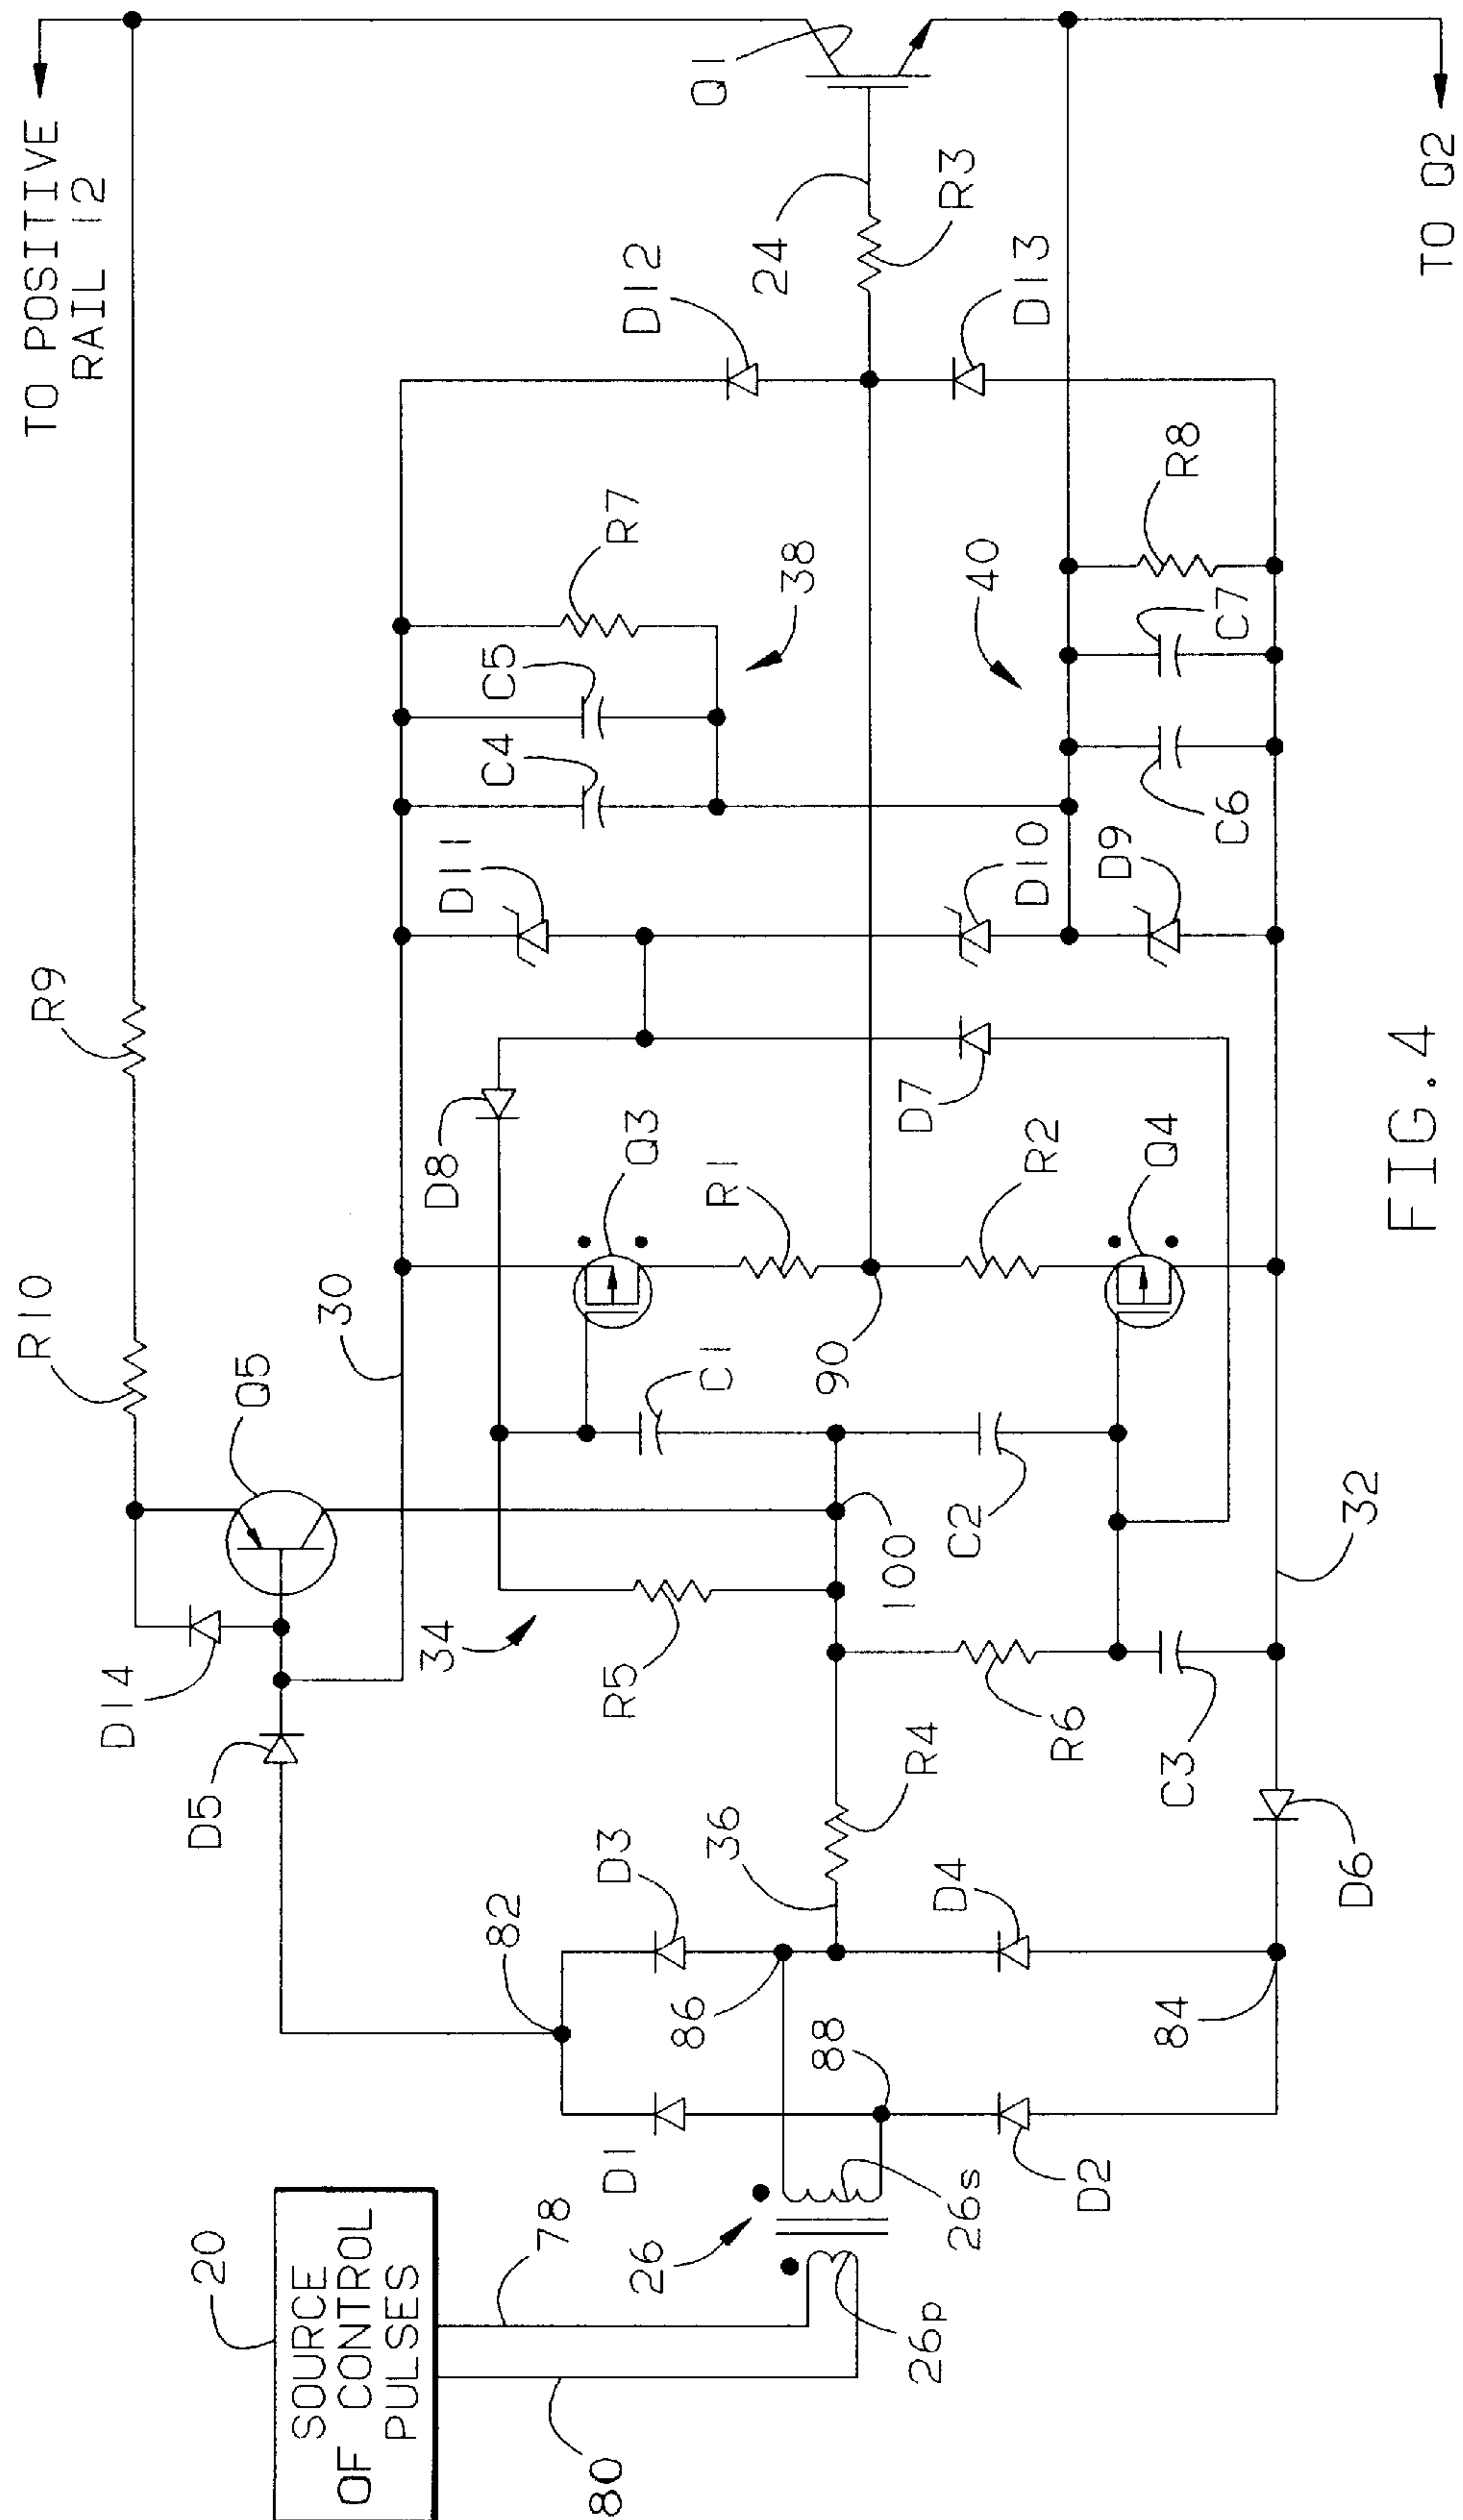 TO POSITIVE
RAIL 12
R9
R10
Q5
30
D14
D5
D8
Q3
R1
D11
C4
C5
R7
38
D12
24
R3
Q1
D13
40
R8
C7
C6
D10
D9
D7
R2
Q4
C1
90
C2
100
34
R5
R6
C3
32
R4
36
D3
D4
D6
82
86
88
84
D1
D2
26
26s
26p
78
80
20
SOURCE
OF CONTROL
PULSES
TO Q2
FIG. 4